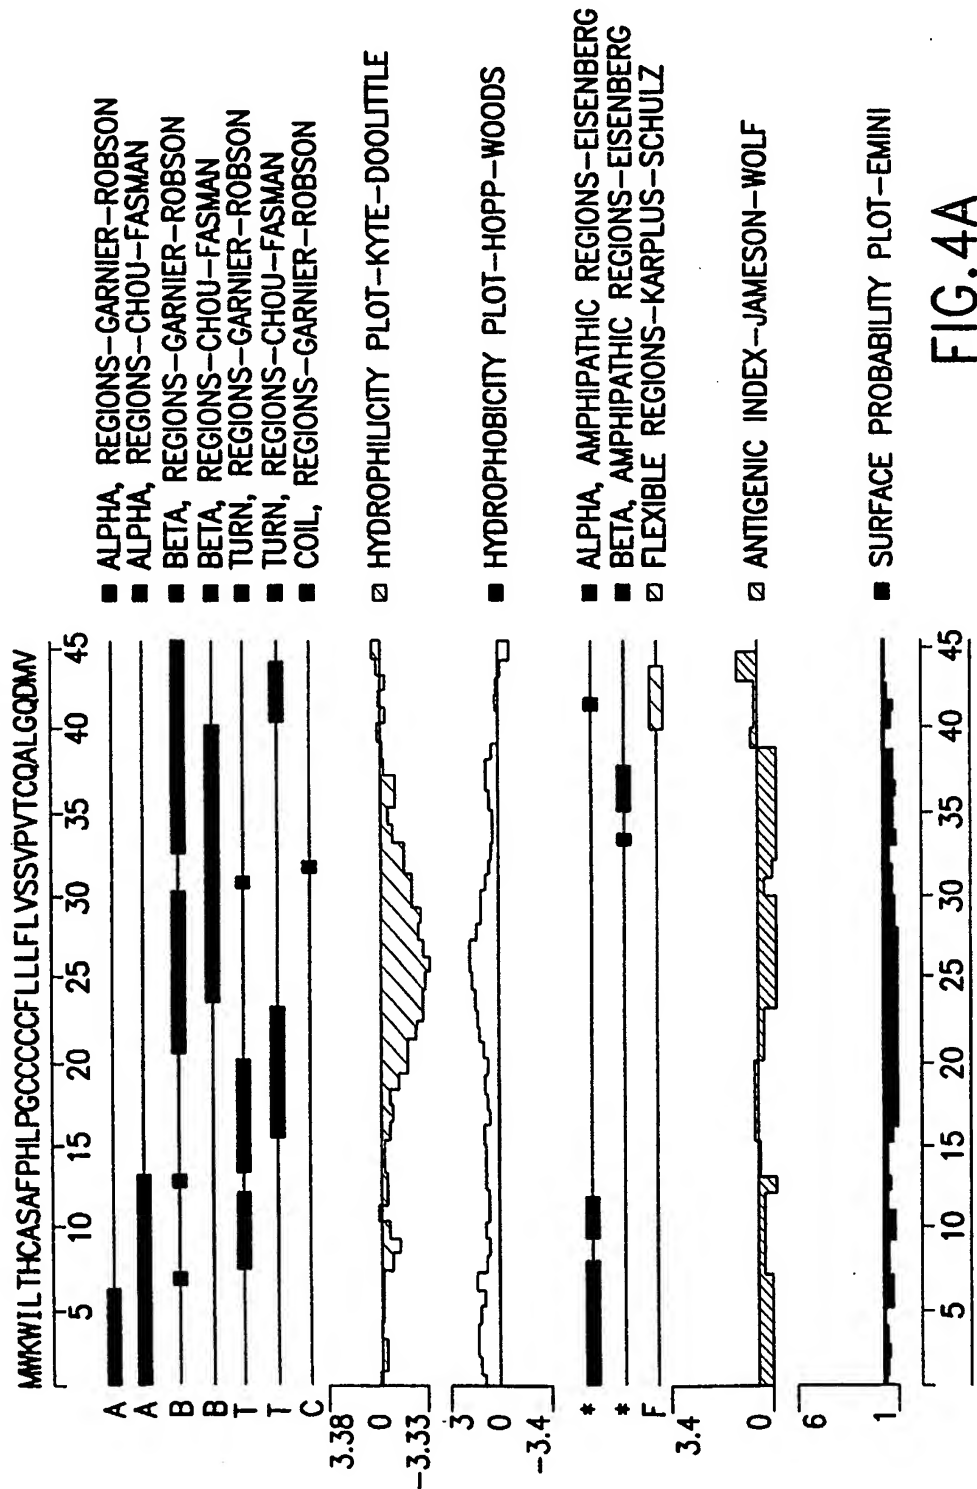 MWKWILTHCASAFPHLPGCCCCCFLLLFLVSSVPVTCQALGQDMV
5 10 15 20 25 30 35 40 45
A ■ ALPHA, REGIONS-GARNIER-ROBSON
A ■ ALPHA, REGIONS-CHOU-FASMAN
B ■ BETA, REGIONS-GARNIER-ROBSON
B ■ BETA, REGIONS-CHOU-FASMAN
T ■ TURN, REGIONS-GARNIER-ROBSON
T ■ TURN, REGIONS-CHOU-FASMAN
C ■ COIL, REGIONS-GARNIER-ROBSON
3.38
0 HYDROPHILICITY PLOT-KYTE-DOOLITTLE
-3.33
3
0 ■ HYDROPHOBICITY PLOT-HOPP-WOODS
-3.4
* ■ ALPHA, AMPHIPATHIC REGIONS-EISENBERG
* ■ BETA, AMPHIPATHIC REGIONS-EISENBERG
F FLEXIBLE REGIONS-KARPLUS-SCHULZ
3.4
0 ANTIGENIC INDEX-JAMESON-WOLF
6
1 ■ SURFACE PROBABILITY PLOT-EMINI
5 10 15 20 25 30 35 40 45
FIG.4A